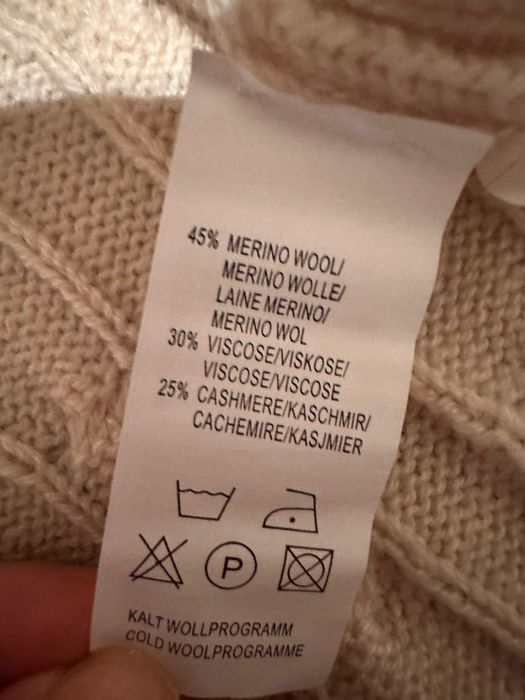 45% MERINO WOOL/
MERINO WOLLE/
LAINE MERINO/
MERINO WOL
30% VISCOSE/VISKOSE/
VISCOSE/VISCOSE
25% CASHMERE/KASCHMIR/
CACHEMIRE/KASJMIER
P
KALT WOLLPROGRAMM
COLD WOOLPROGRAMME